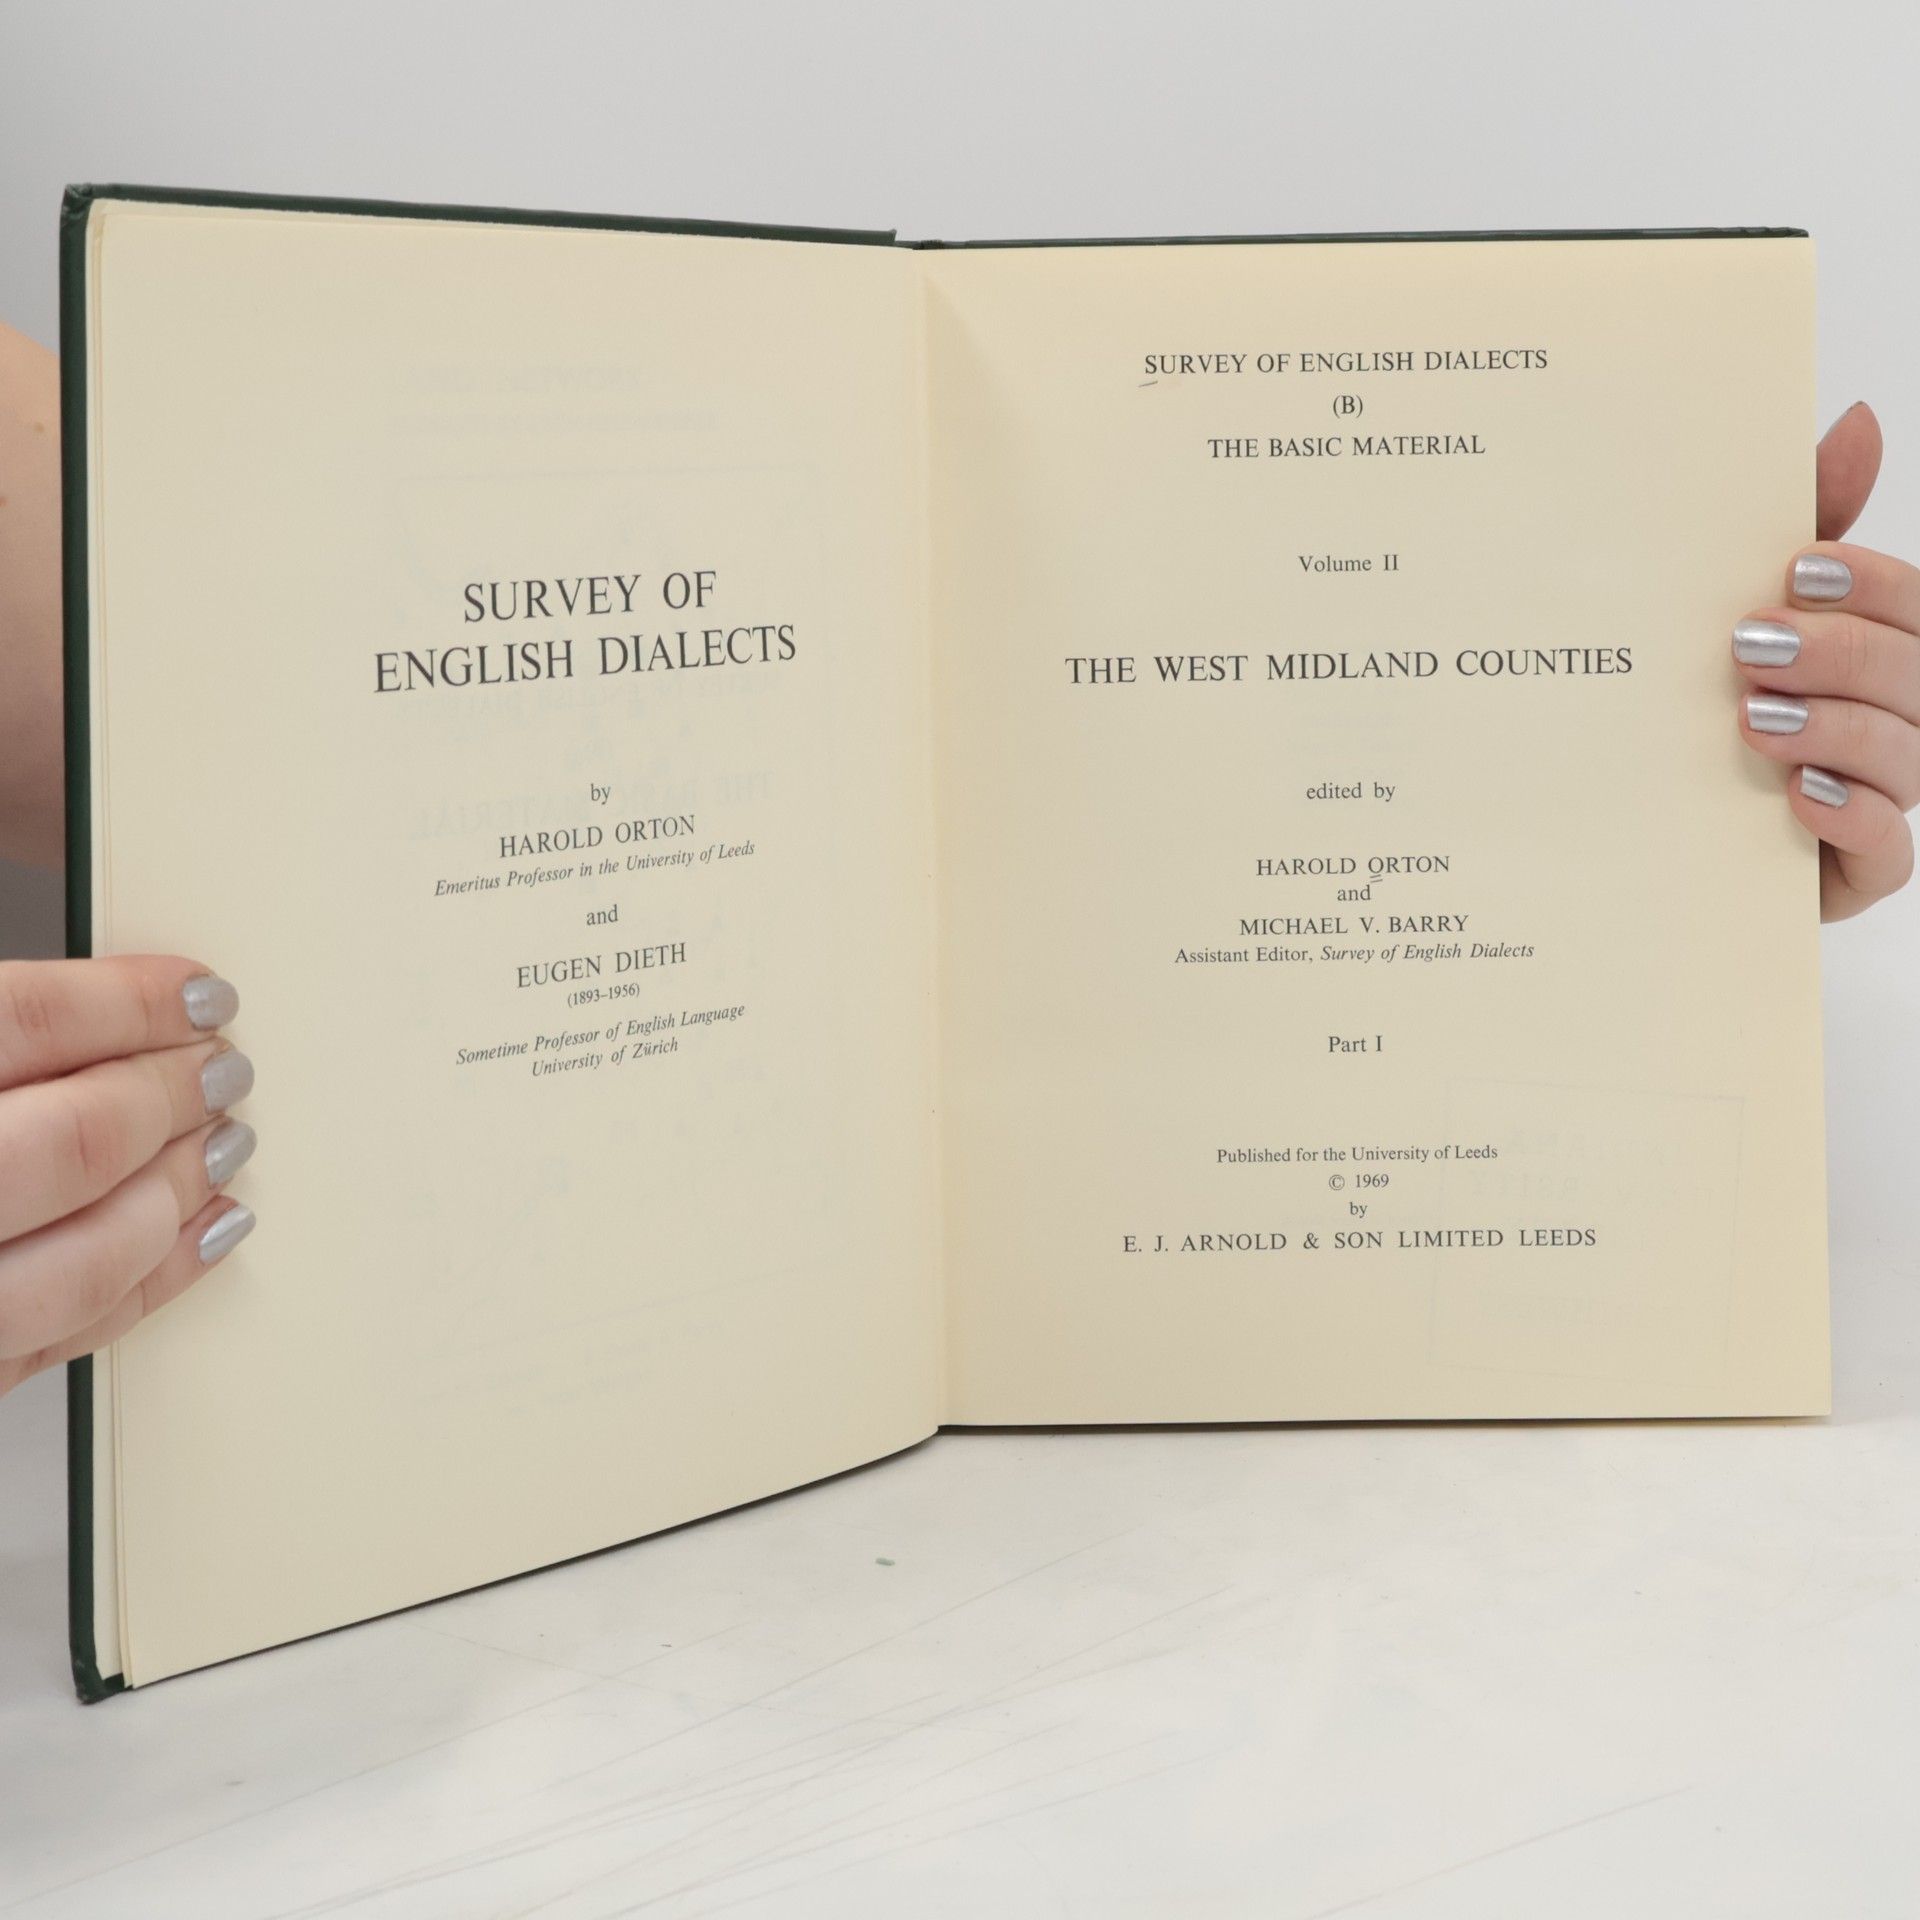 SURVEY OF
ENGLISH DIALECTS
by
HAROLD ORTON
Emeritus Professor in the University of Leeds
and
EUGEN DIETH
(1893–1956)
Sometime Professor of English Language
University of Zürich
SURVEY OF ENGLISH DIALECTS
(B)
THE BASIC MATERIAL
Volume II
THE WEST MIDLAND COUNTIES
edited by
HAROLD ORTON
and
MICHAEL V. BARRY
Assistant Editor, Survey of English Dialects
Part I
Published for the University of Leeds
© 1969
by
E. J. ARNOLD & SON LIMITED LEEDS